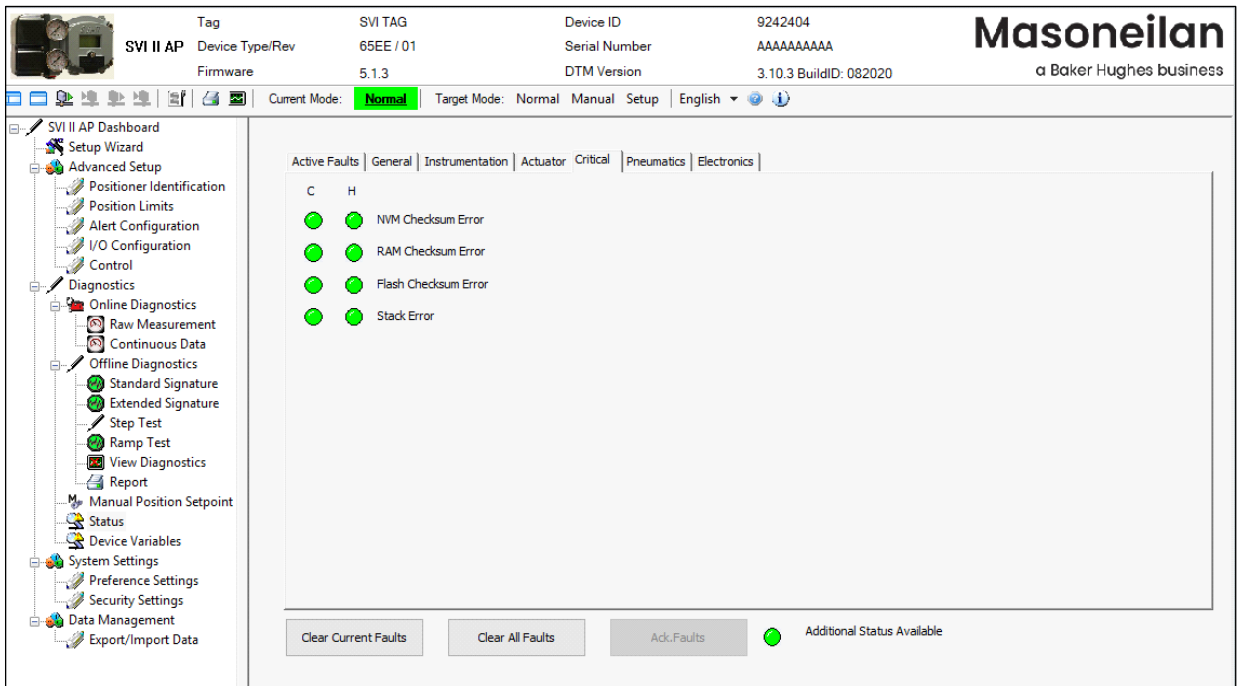 Tag SVI TAG Device ID 9242404
SVI II AP Device Type/Rev 65EE / 01 Serial Number AAAAAAAAAA
Firmware 5.1.3 DTM Version 3.10.3 BuildID: 082020
Masoneilan
a Baker Hughes business
Current Mode: Normal Target Mode: Normal Manual Setup English
SVI II AP Dashboard
Setup Wizard
Advanced Setup
Positioner Identification
Position Limits
Alert Configuration
I/O Configuration
Control
Diagnostics
Online Diagnostics
Raw Measurement
Continuous Data
Offline Diagnostics
Standard Signature
Extended Signature
Step Test
Ramp Test
View Diagnostics
Report
Manual Position Setpoint
Status
Device Variables
System Settings
Preference Settings
Security Settings
Data Management
Export/Import Data
Active Faults General Instrumentation Actuator Critical Pneumatics Electronics
C H
NVM Checksum Error
RAM Checksum Error
Flash Checksum Error
Stack Error
Clear Current Faults Clear All Faults Ack.Faults Additional Status Available